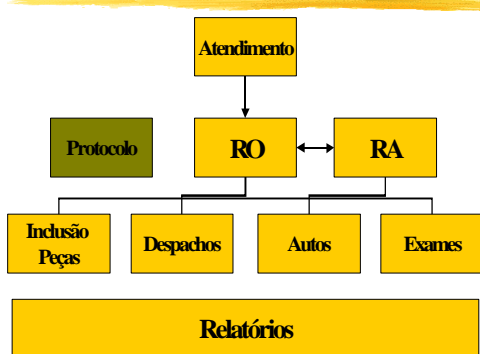 Atendimento
Protocolo
RO
RA
Inclusão
Peças
Despachos
Autos
Exames
Relatórios